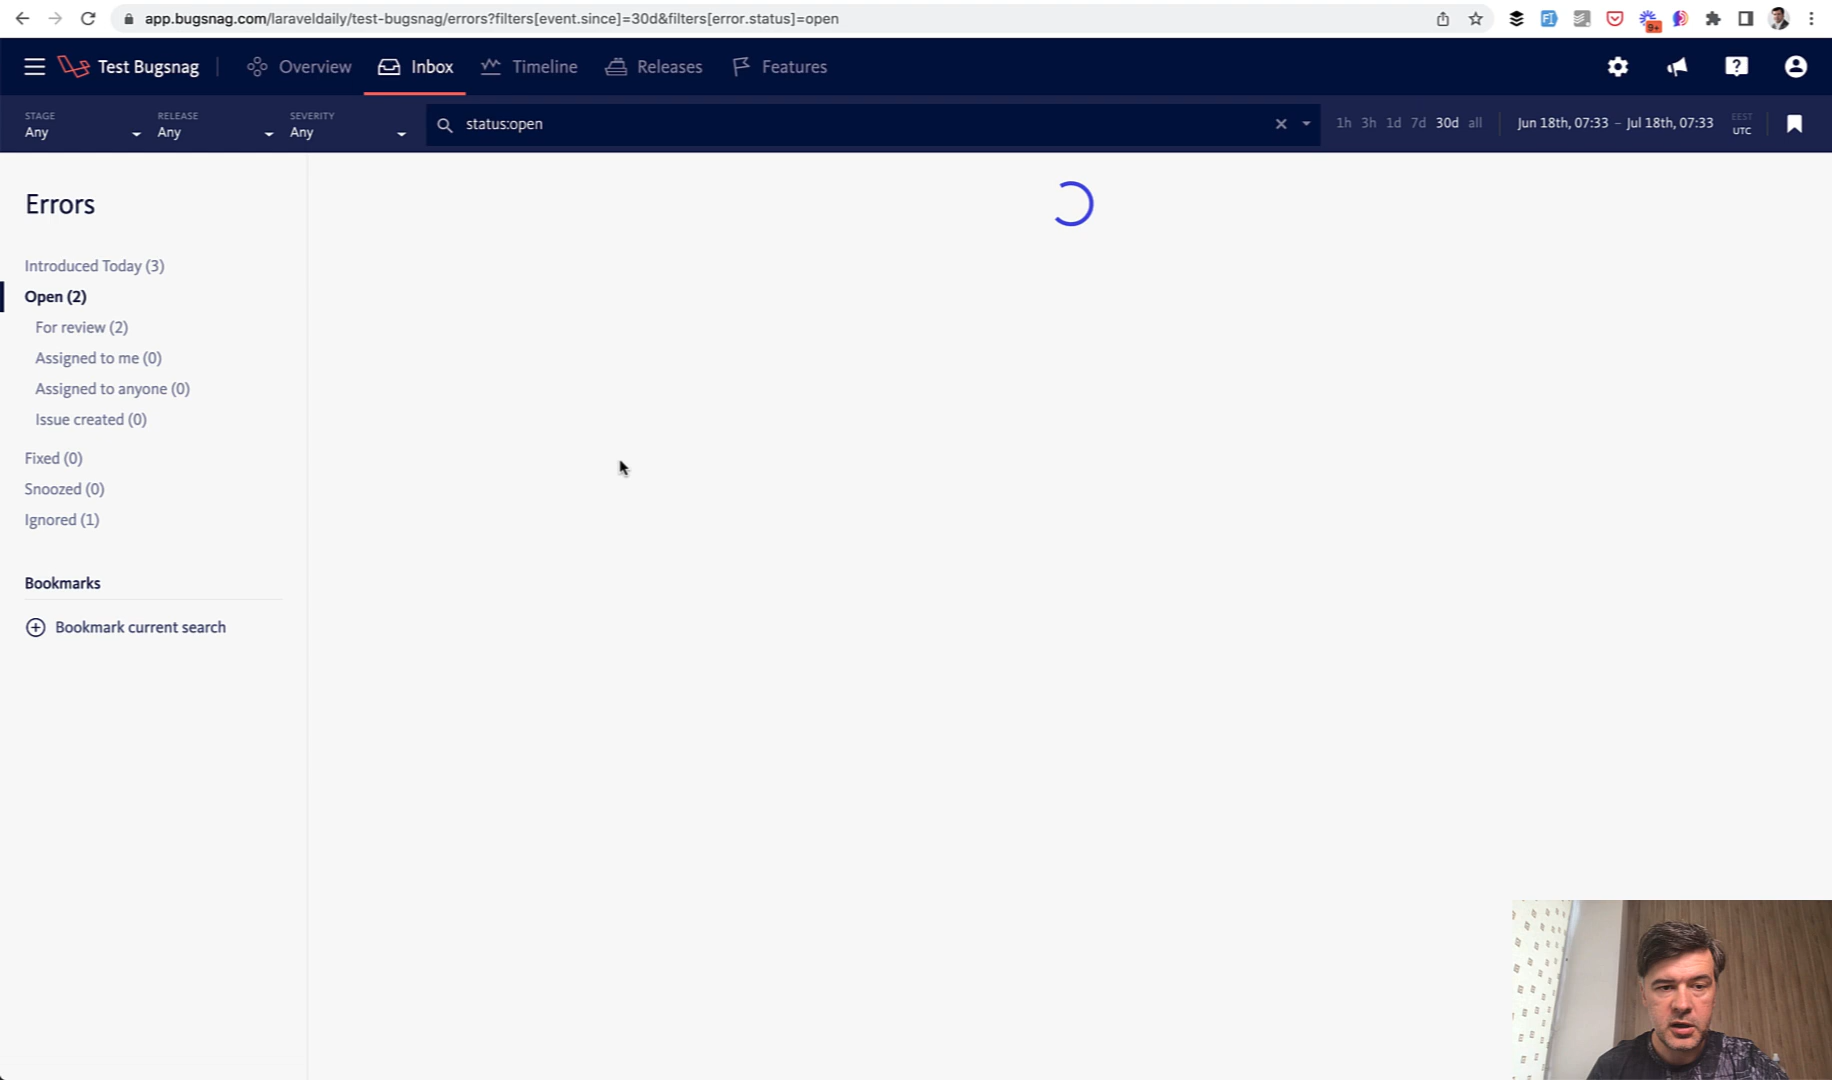 app.bugsnag.com/laraveldaily/test-bugsnag/errors?filters[event.since]=30d&filters[error.status]=open
9+
Test Bugsnag
Overview
Inbox
Timeline
Releases
Features
STAGE
Any
RELEASE
Any
SEVERITY
Any
status:open
1h 3h 1d 7d 30d all
Jun 18th, 07:33 – Jul 18th, 07:33
EEST
UTC
Errors
Introduced Today (3)
Open (2)
For review (2)
Assigned to me (0)
Assigned to anyone (0)
Issue created (0)
Fixed (0)
Snoozed (0)
Ignored (1)
Bookmarks
Bookmark current search